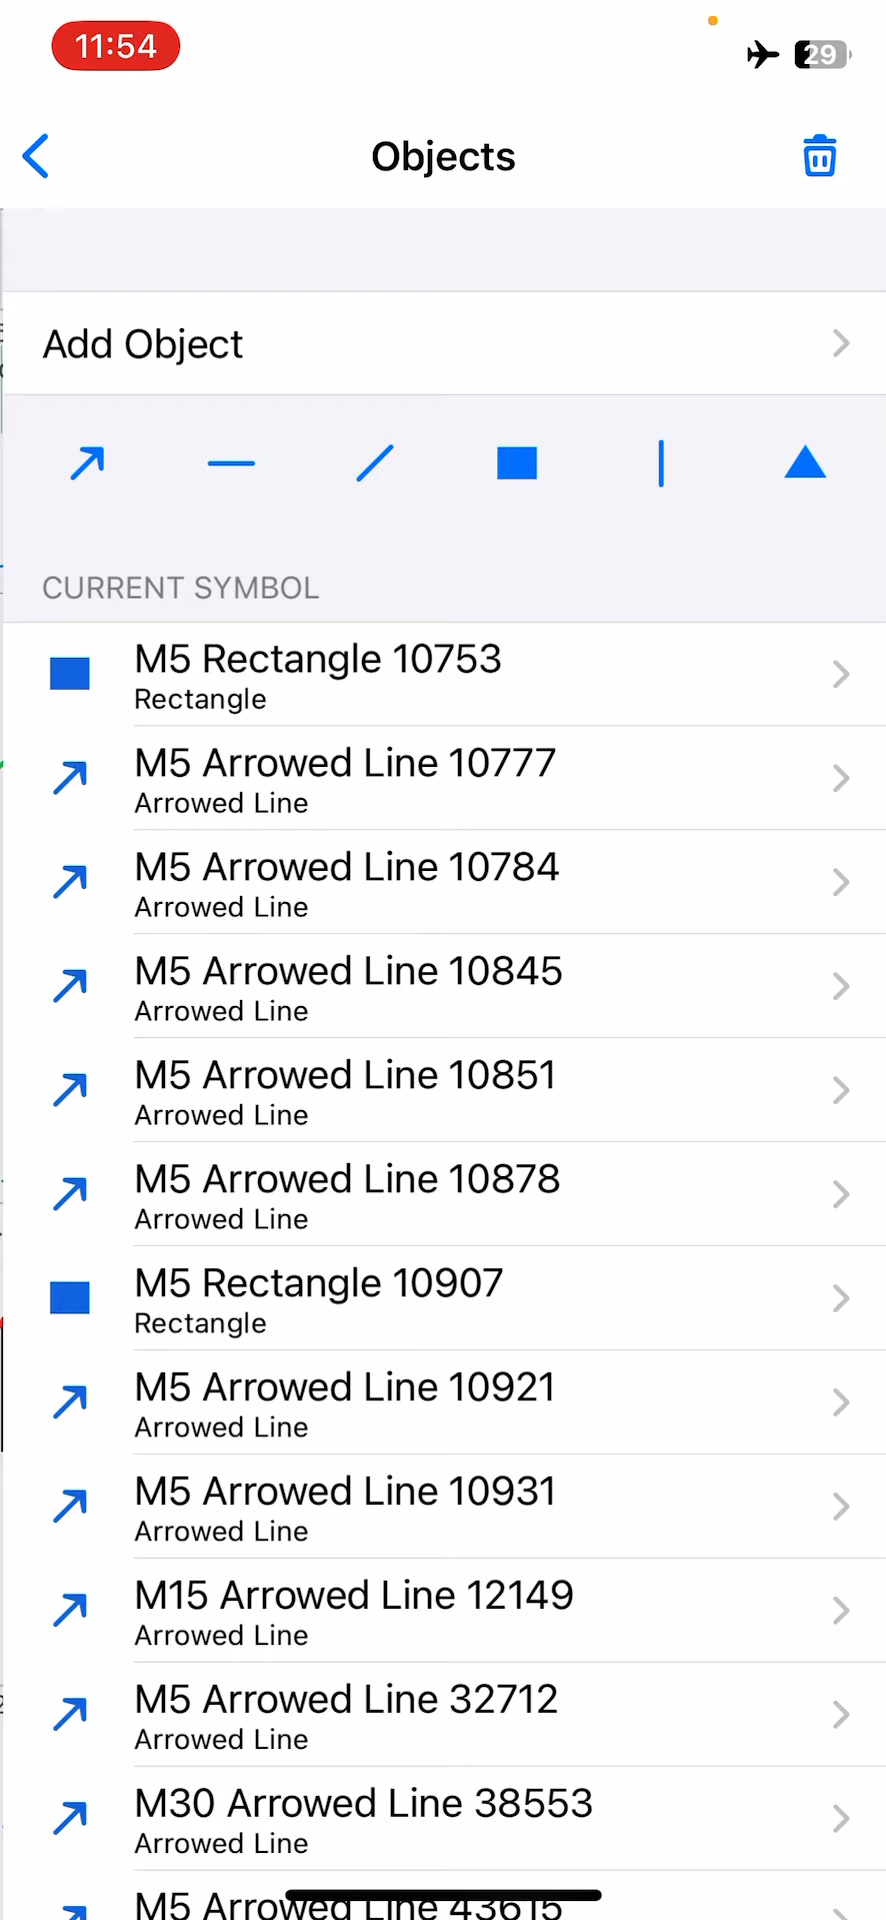 11:54
29
Objects
Add Object
CURRENT SYMBOL
M5 Rectangle 10753
Rectangle
M5 Arrowed Line 10777
Arrowed Line
M5 Arrowed Line 10784
Arrowed Line
M5 Arrowed Line 10845
Arrowed Line
M5 Arrowed Line 10851
Arrowed Line
M5 Arrowed Line 10878
Arrowed Line
M5 Rectangle 10907
Rectangle
M5 Arrowed Line 10921
Arrowed Line
M5 Arrowed Line 10931
Arrowed Line
M15 Arrowed Line 12149
Arrowed Line
M5 Arrowed Line 32712
Arrowed Line
M30 Arrowed Line 38553
Arrowed Line
M5 Arrowed Line 43615